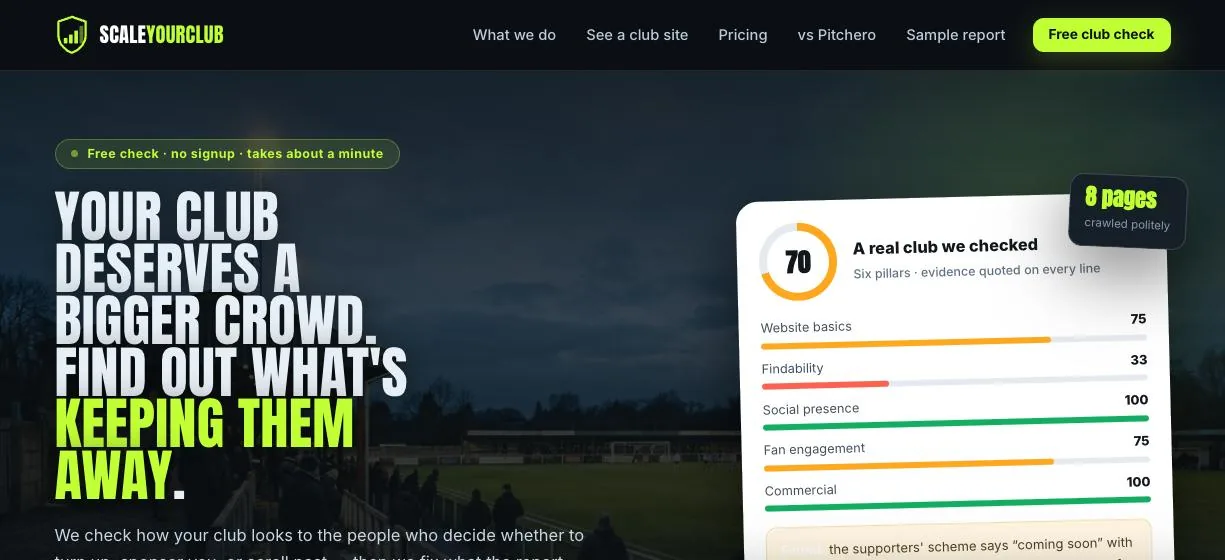 SCALEYOURCLUB
What we do
See a club site
Pricing
vs Pitchero
Sample report
Free club check
Free check · no signup · takes about a minute
YOUR CLUB
DESERVES A
BIGGER CROWD.
FIND OUT WHAT'S
KEEPING THEM
AWAY.
We check how your club looks to the people who decide whether to
8 pages
crawled politely
70
A real club we checked
Six pillars · evidence quoted on every line
Website basics 75
Findability 33
Social presence 100
Fan engagement 75
Commercial 100
the supporters' scheme says “coming soon” with